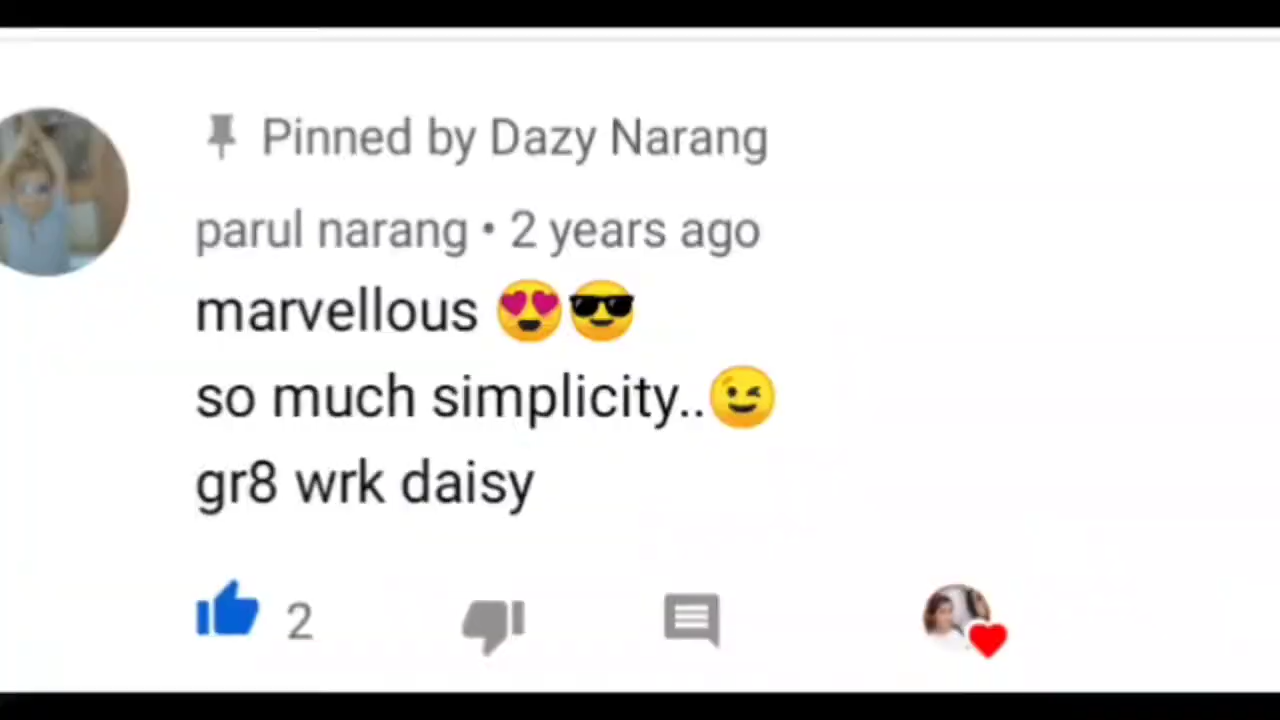 Pinned by Dazy Narang
parul narang • 2 years ago
marvellous 😍😎
so much simplicity..😉
gr8 wrk daisy
2